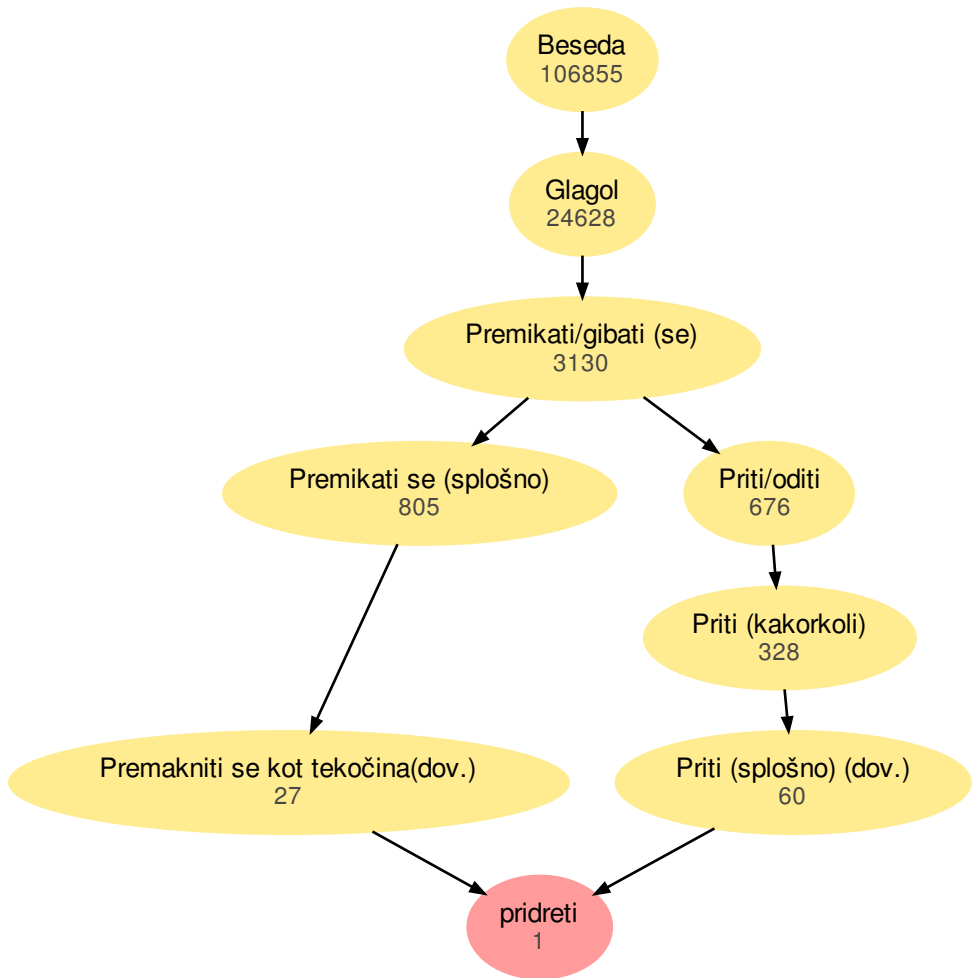 Beseda
106855
Glagol
24628
Premikati/gibati (se)
3130
Premikati se (splošno)
805
Priti/oditi
676
Priti (kakorkoli)
328
Premakniti se kot tekočina(dov.)
27
Priti (splošno) (dov.)
60
pridreti
1